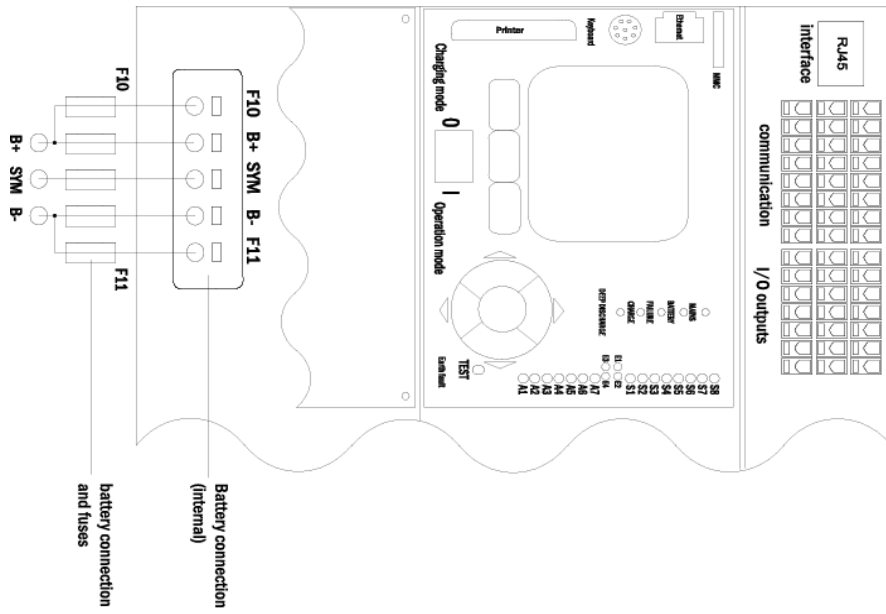 Printer
Keyboard
Ethernet
MMC
RJ45
interface
communication
I/O outputs
Charging mode
0
I
Operation mode
F10
B+
SYM
B-
F11
F10
B+
SYM
B-
F11
MAINS
BATTERY
FAILURE
CHARGE
DEEP DISCHARGE
TEST
Earth fault
E3
E1
E4
E2
A1
A2
A3
A4
A5
A6
A7
S1
S2
S3
S4
S5
S6
S7
S8
Battery connection
(internal)
battery connection
and fuses